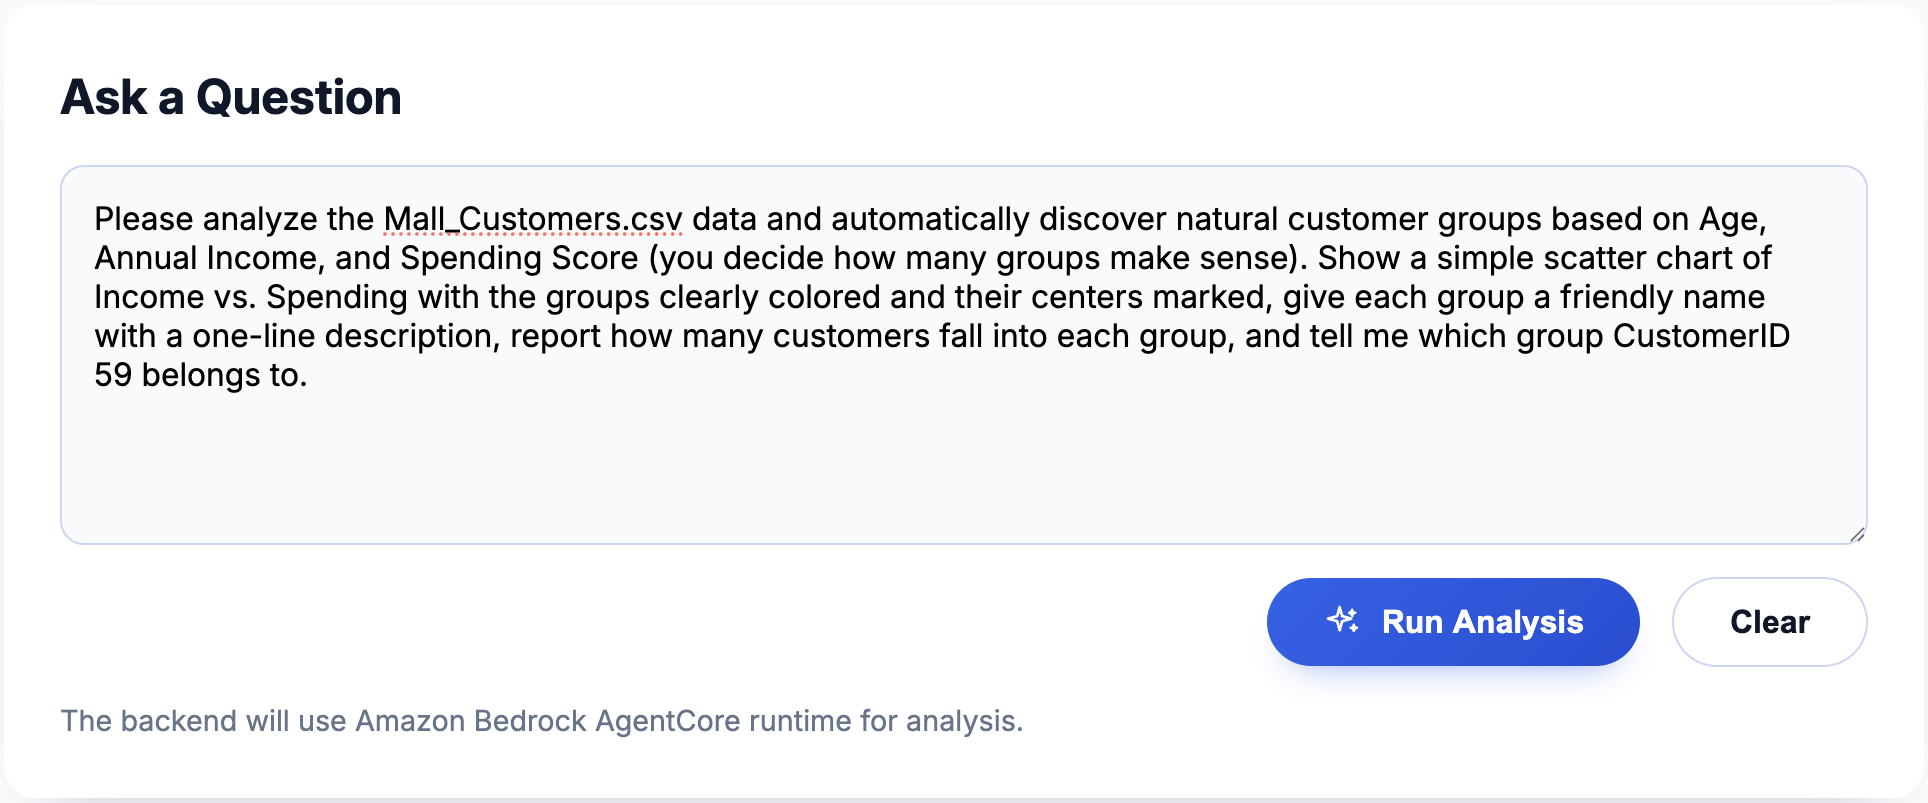 Ask a Question
Please analyze the Mall_Customers.csv data and automatically discover natural customer groups based on Age,
Annual Income, and Spending Score (you decide how many groups make sense). Show a simple scatter chart of
Income vs. Spending with the groups clearly colored and their centers marked, give each group a friendly name
with a one-line description, report how many customers fall into each group, and tell me which group CustomerID
59 belongs to.
Run Analysis
Clear
The backend will use Amazon Bedrock AgentCore runtime for analysis.